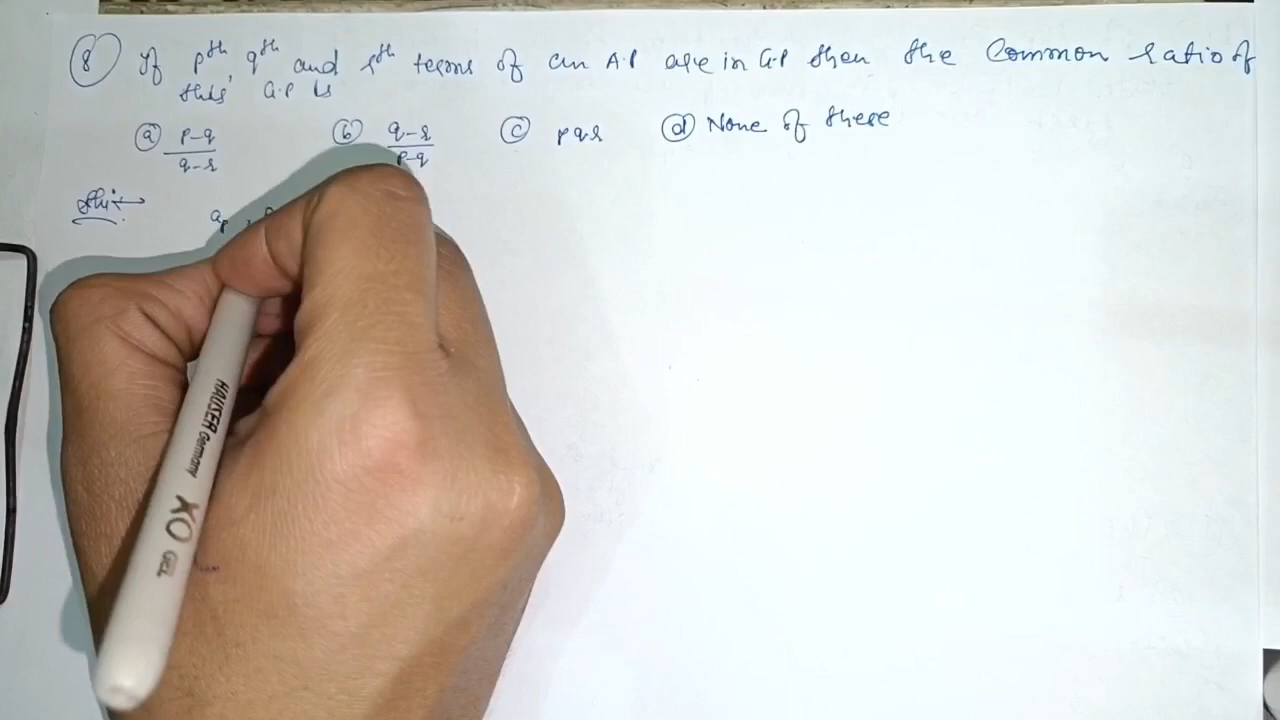 8 If pth, qth and rth terms of an A.P are in G.P then the Common ratio of
this G.P is
a p-q/q-r b q-r/p-q c pqr d None of these
Sol:→
ap ,
HAUSER Germany XO GEL